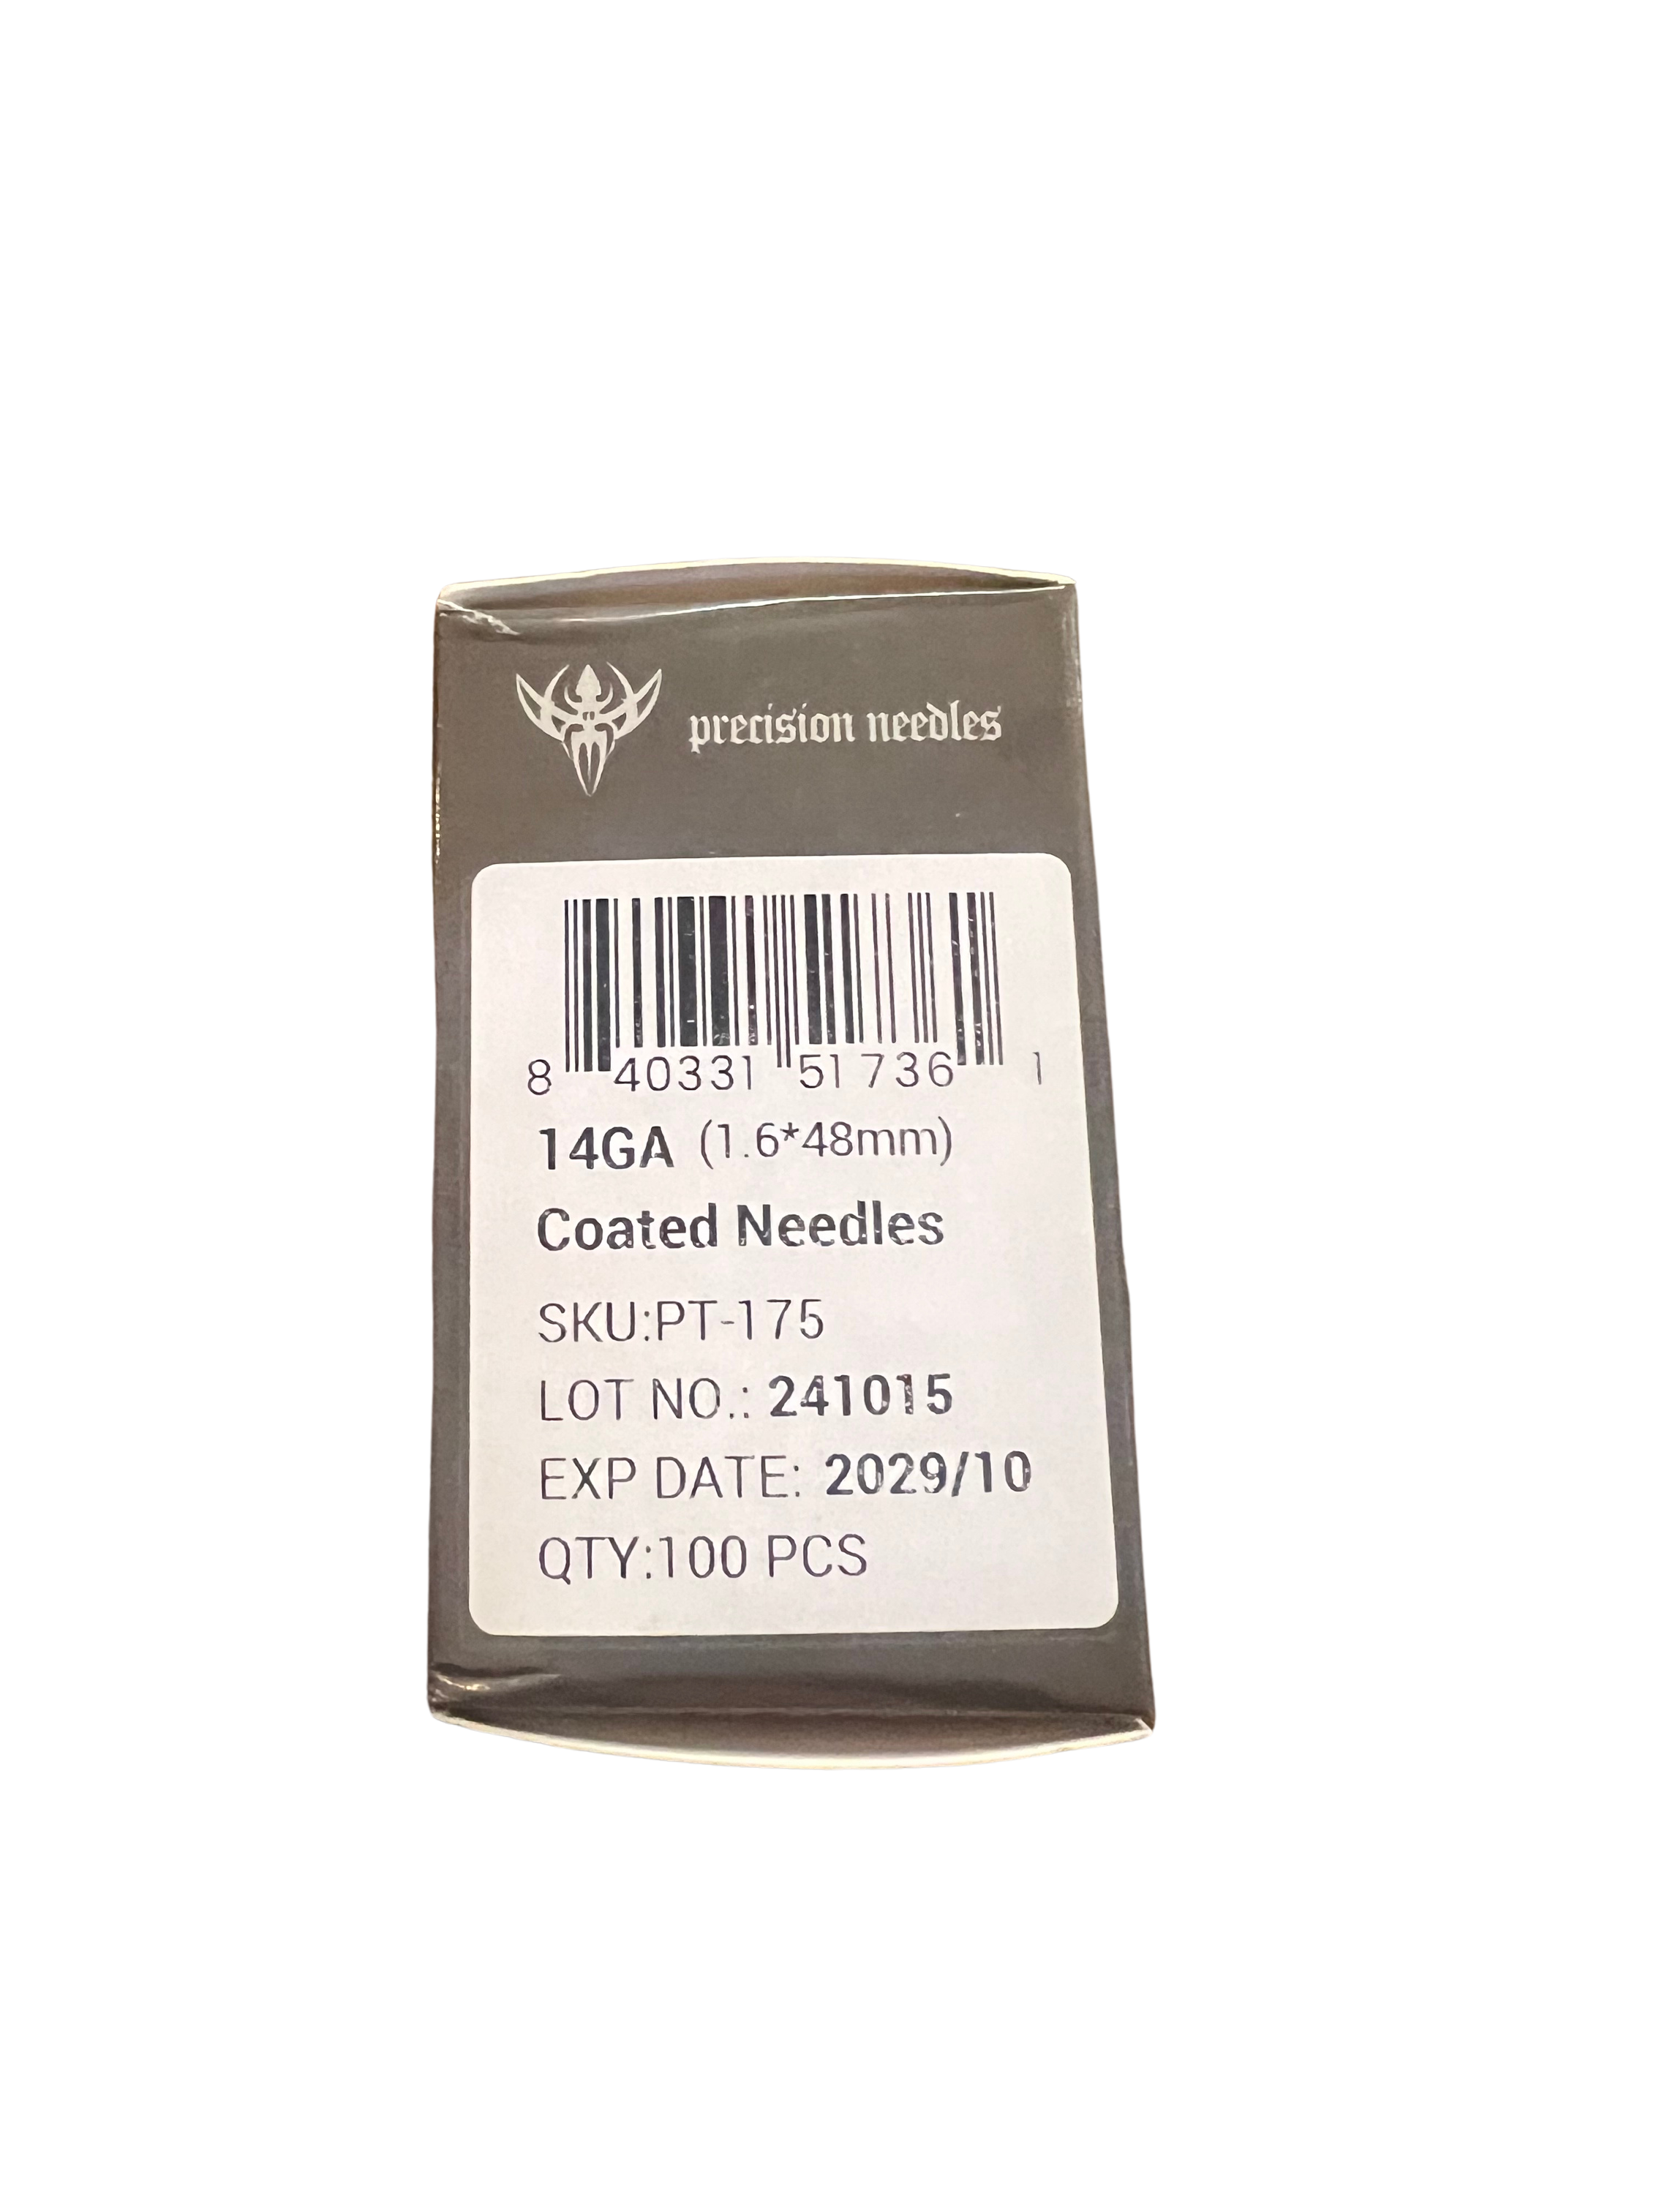 precision needles
8 40331 51736 1
14GA (1.6*48mm)
Coated Needles
SKU:PT-175
LOT NO.: 241015
EXP DATE: 2029/10
QTY:100 PCS